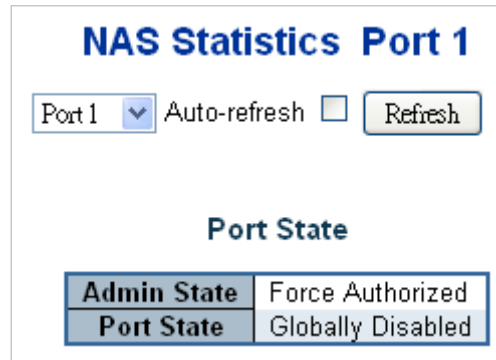 NAS Statistics Port 1
Port 1 Auto-refresh Refresh
Port State
Admin State Force Authorized
Port State Globally Disabled